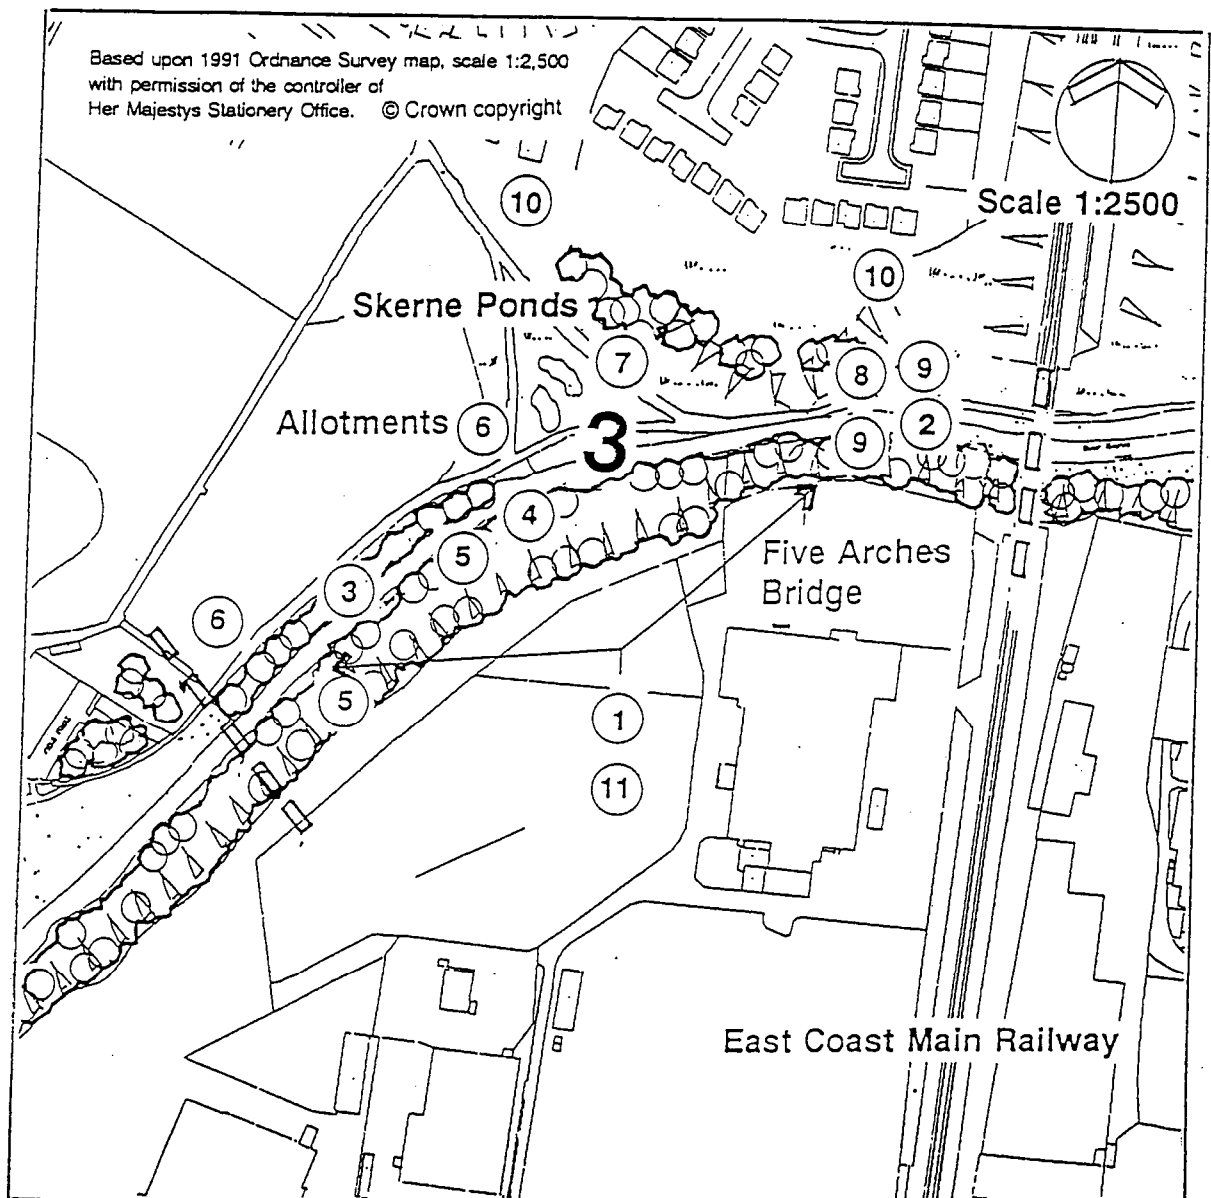 Based upon 1991 Ordnance Survey map, scale 1:2,500
with permission of the controller of
Her Majestys Stationery Office. © Crown copyright
Scale 1:2500
10
10
Skerne Ponds
7
8
9
Allotments
6
3
9
2
4
5
3
Five Arches
Bridge
6
5
1
11
East Coast Main Railway